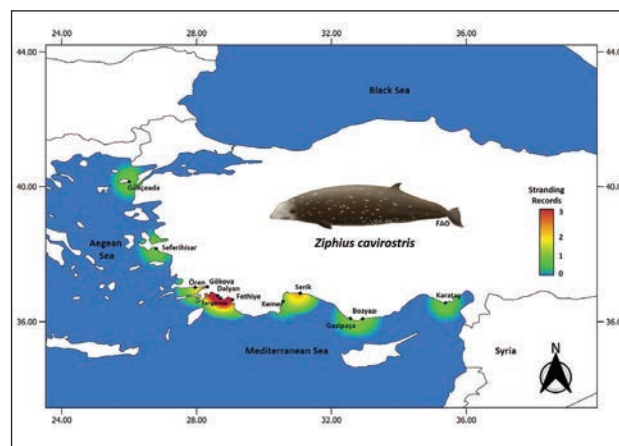 24.00 28.00 32.00 36.00
44.00 44.00
Black Sea
40.00 40.00
Gökçeada
Stranding
Records
3
2
1
0
FAO
Ziphius cavirostris
Aegean
Sea
Seferihisar
Ören Gökova
Dalyan
Fethiye
Serik
Kemer
Karataş
Bozyazı
Gazipaşa
36.00 36.00
Mediterranean Sea
Syria
N
24.00 28.00 32.00 36.00